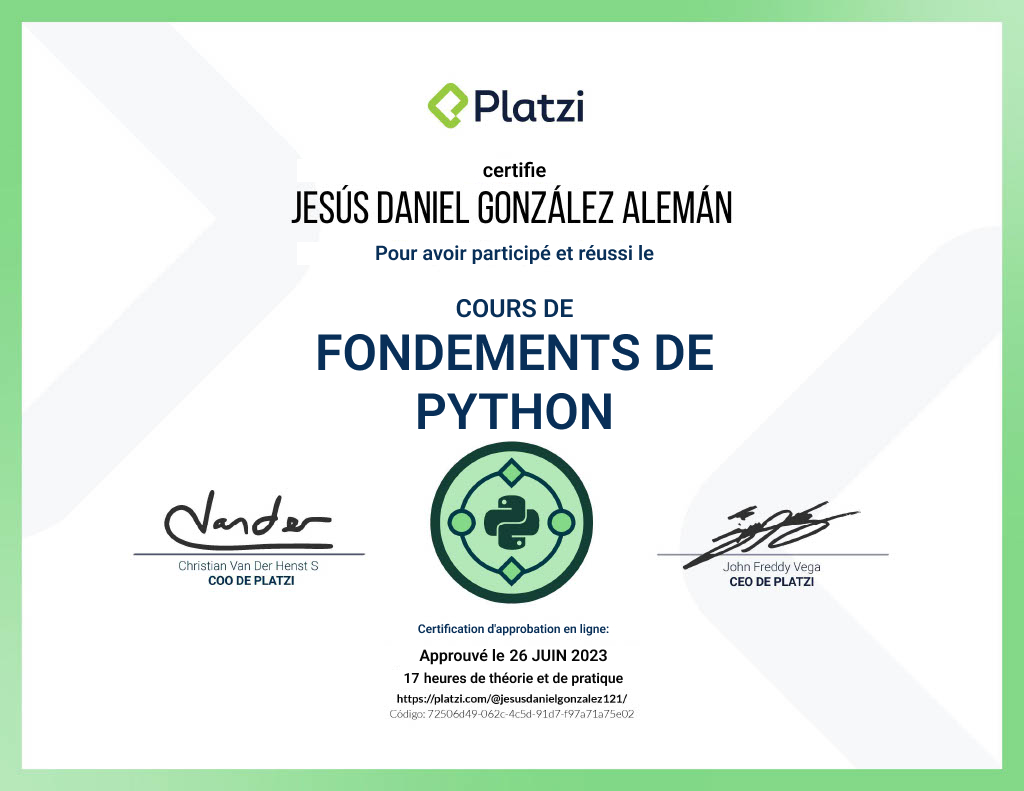 Platzi
certifie
JESÚS DANIEL GONZÁLEZ ALEMÁN
Pour avoir participé et réussi le
COURS DE
FONDEMENTS DE
PYTHON
Vander
Christian Van Der Henst S
COO DE PLATZI
John Freddy Vega
CEO DE PLATZI
Certification d'approbation en ligne:
Approuvé le 26 JUIN 2023
17 heures de théorie et de pratique
https://platzi.com/@jesusdanielgonzalez121/
Código: 72506d49-062c-4c5d-91d7-f97a71a75e02